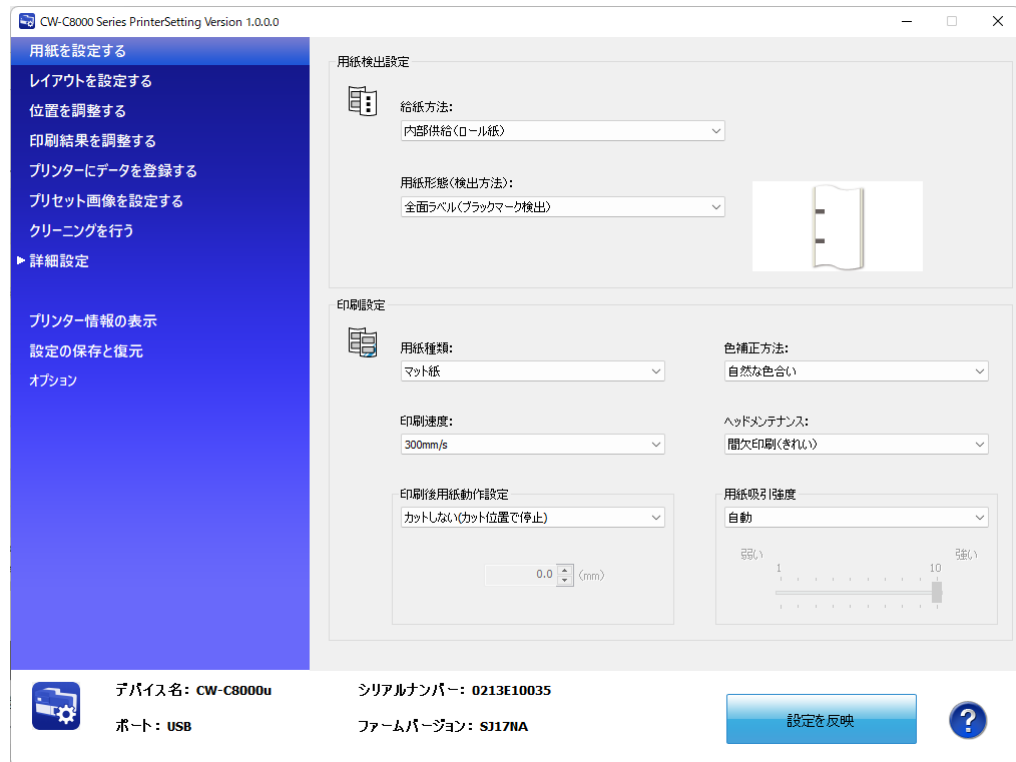 CW-C8000 Series PrinterSetting Version 1.0.0.0
用紙を設定する
レイアウトを設定する
位置を調整する
印刷結果を調整する
プリンターにデータを登録する
プリセット画像を設定する
クリーニングを行う
詳細設定
プリンター情報の表示
設定の保存と復元
オプション
用紙検出設定
給紙方法:
内部供給(ロール紙)
用紙形態(検出方法):
全面ラベル(ブラックマーク検出)
印刷設定
用紙種類:
マット紙
色補正方法:
自然な色合い
印刷速度:
300mm/s
ヘッドメンテナンス:
間欠印刷(きれい)
印刷後用紙動作設定
カットしない(カット位置で停止)
0.0 (mm)
用紙吸引強度
自動
弱い 強い
1 10
デバイス名: CW-C8000u シリアルナンバー: 0213E10035
ポート: USB ファームバージョン: SJ17NA
設定を反映
?